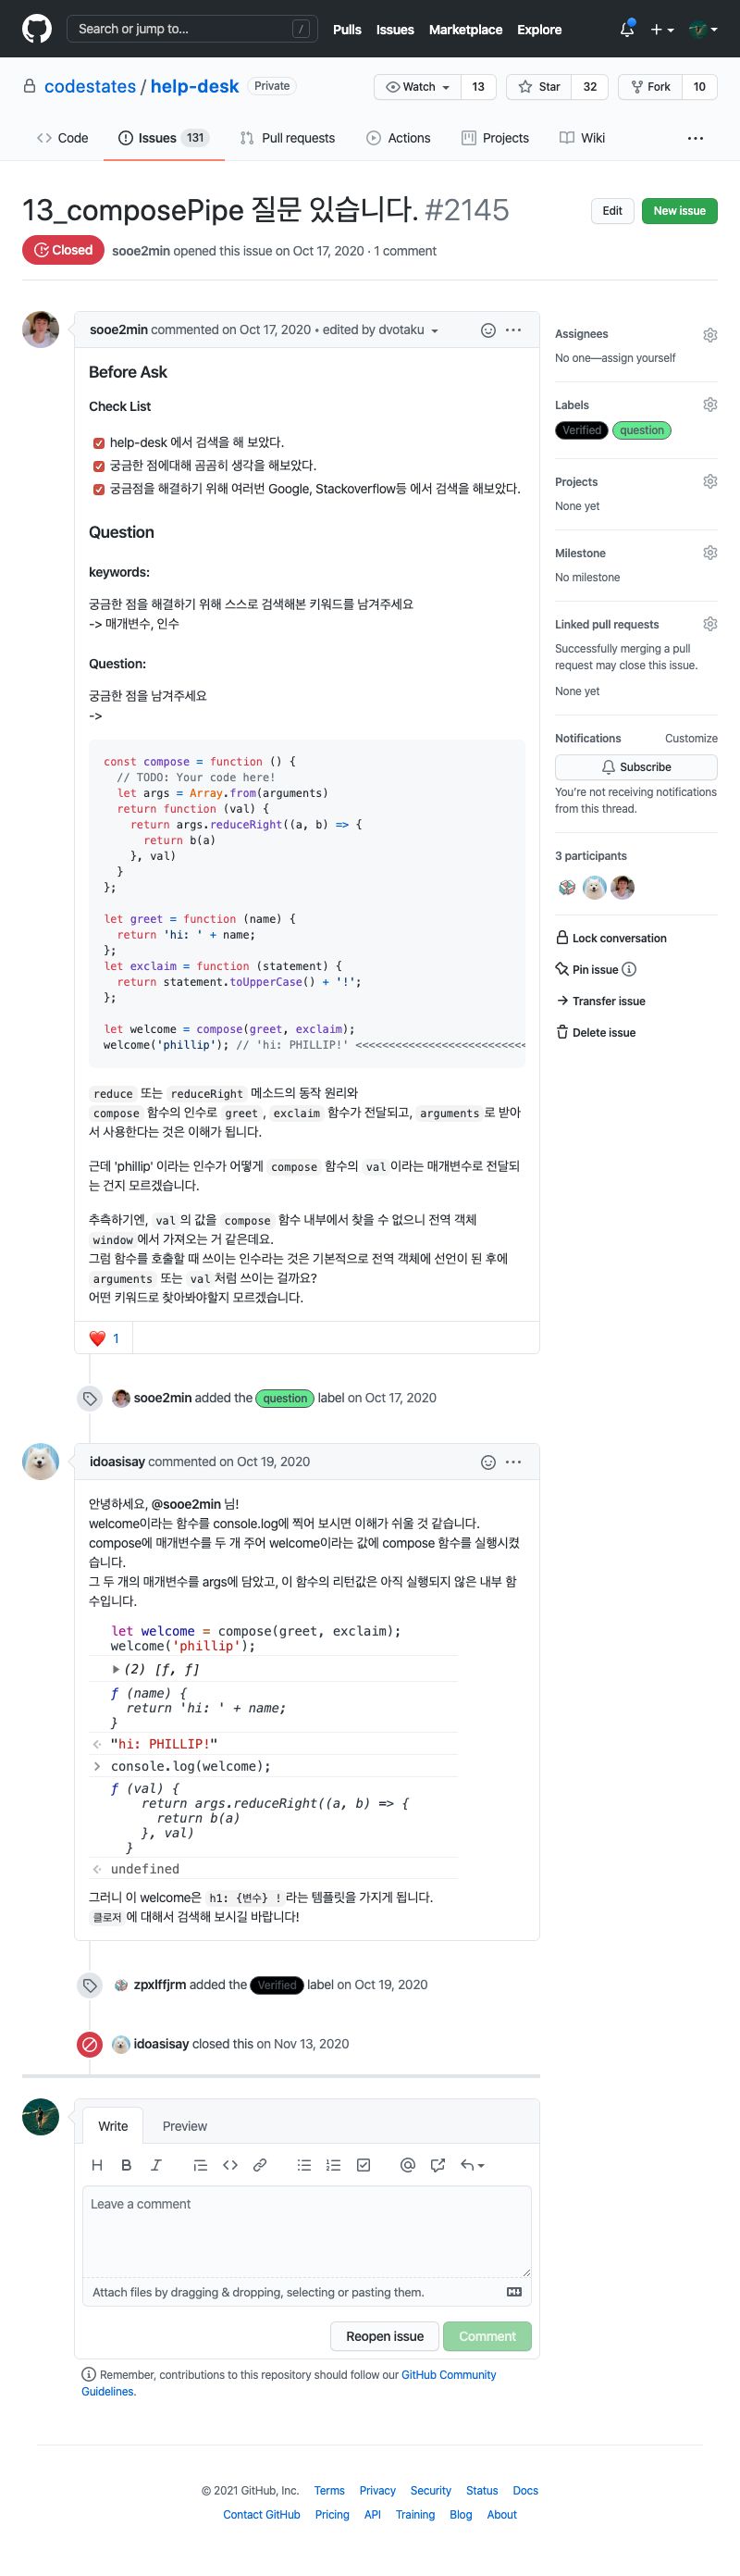 Search or jump to...
/
Pulls Issues Marketplace Explore
codestates / help-desk Private
Watch 13 Star 32 Fork 10
Code Issues 131 Pull requests Actions Projects Wiki
13_composePipe 질문 있습니다. #2145
Edit New issue
Closed sooe2min opened this issue on Oct 17, 2020 · 1 comment
sooe2min commented on Oct 17, 2020 • edited by dvotaku
Before Ask
Check List
help-desk 에서 검색을 해 보았다.
궁금한 점에대해 곰곰히 생각을 해보았다.
궁금점을 해결하기 위해 여러번 Google, Stackoverflow등 에서 검색을 해보았다.
Question
keywords:
궁금한 점을 해결하기 위해 스스로 검색해본 키워드를 남겨주세요
-> 매개변수, 인수
Question:
궁금한 점을 남겨주세요
->
const compose = function () {
// TODO: Your code here!
let args = Array.from(arguments)
return function (val) {
return args.reduceRight((a, b) => {
return b(a)
}, val)
}
};
let greet = function (name) {
return 'hi: ' + name;
};
let exclaim = function (statement) {
return statement.toUpperCase() + '!';
};
let welcome = compose(greet, exclaim);
welcome('phillip'); // 'hi: PHILLIP!' <<<<<<<<<<<<<<<<<<<<<<<<<<
reduce 또는 reduceRight 메소드의 동작 원리와
compose 함수의 인수로 greet , exclaim 함수가 전달되고, arguments 로 받아
서 사용한다는 것은 이해가 됩니다.
근데 'phillip' 이라는 인수가 어떻게 compose 함수의 val 이라는 매개변수로 전달되
는 건지 모르겠습니다.
추측하기엔, val 의 값을 compose 함수 내부에서 찾을 수 없으니 전역 객체
window 에서 가져오는 거 같은데요.
그럼 함수를 호출할 때 쓰이는 인수라는 것은 기본적으로 전역 객체에 선언이 된 후에
arguments 또는 val 처럼 쓰이는 걸까요?
어떤 키워드로 찾아봐야할지 모르겠습니다.
❤️ 1
sooe2min added the question label on Oct 17, 2020
idoasisay commented on Oct 19, 2020
안녕하세요, @sooe2min 님!
welcome이라는 함수를 console.log에 찍어 보시면 이해가 쉬울 것 같습니다.
compose에 매개변수를 두 개 주어 welcome이라는 값에 compose 함수를 실행시켰
습니다.
그 두 개의 매개변수를 args에 담았고, 이 함수의 리턴값은 아직 실행되지 않은 내부 함
수입니다.
let welcome = compose(greet, exclaim);
welcome('phillip');
(2) [ƒ, ƒ]
ƒ (name) {
return 'hi: ' + name;
}
"hi: PHILLIP!"
console.log(welcome);
ƒ (val) {
return args.reduceRight((a, b) => {
return b(a)
}, val)
}
undefined
그러니 이 welcome은 h1: {변수} ! 라는 템플릿을 가지게 됩니다.
클로저 에 대해서 검색해 보시길 바랍니다!
zpxlffjrm added the Verified label on Oct 19, 2020
idoasisay closed this on Nov 13, 2020
Write Preview
Leave a comment
Attach files by dragging & dropping, selecting or pasting them.
Reopen issue Comment
Remember, contributions to this repository should follow our GitHub Community
Guidelines.
Assignees
No one—assign yourself
Labels
Verified question
Projects
None yet
Milestone
No milestone
Linked pull requests
Successfully merging a pull
request may close this issue.
None yet
Notifications Customize
Subscribe
You're not receiving notifications
from this thread.
3 participants
Lock conversation
Pin issue
Transfer issue
Delete issue
© 2021 GitHub, Inc. Terms Privacy Security Status Docs
Contact GitHub Pricing API Training Blog About